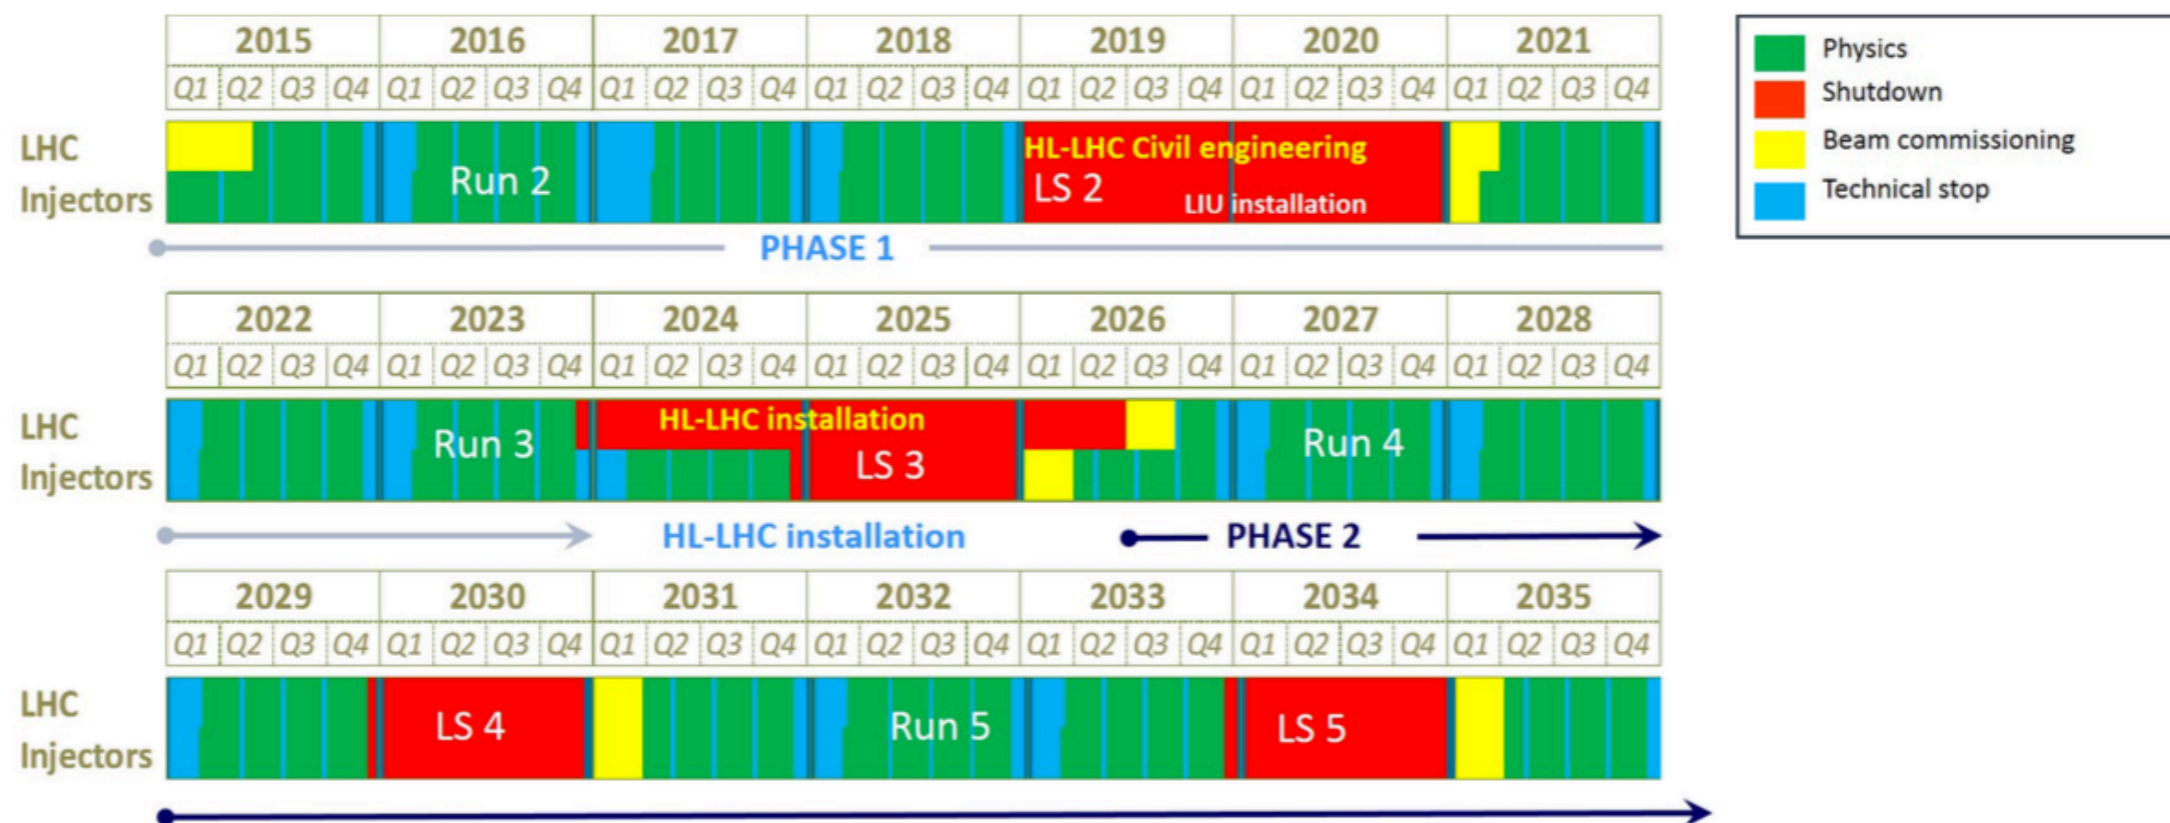 2015 2016 2017 2018 2019 2020 2021
Q1 Q2 Q3 Q4 Q1 Q2 Q3 Q4 Q1 Q2 Q3 Q4 Q1 Q2 Q3 Q4 Q1 Q2 Q3 Q4 Q1 Q2 Q3 Q4 Q1 Q2 Q3 Q4
LHC HL-LHC Civil engineering
Run 2 LS 2
Injectors LIU installation
PHASE 1
Physics
Shutdown
Beam commissioning
Technical stop
2022 2023 2024 2025 2026 2027 2028
Q1 Q2 Q3 Q4 Q1 Q2 Q3 Q4 Q1 Q2 Q3 Q4 Q1 Q2 Q3 Q4 Q1 Q2 Q3 Q4 Q1 Q2 Q3 Q4 Q1 Q2 Q3 Q4
LHC HL-LHC installation
Run 3 LS 3 Run 4
Injectors
HL-LHC installation PHASE 2
2029 2030 2031 2032 2033 2034 2035
Q1 Q2 Q3 Q4 Q1 Q2 Q3 Q4 Q1 Q2 Q3 Q4 Q1 Q2 Q3 Q4 Q1 Q2 Q3 Q4 Q1 Q2 Q3 Q4 Q1 Q2 Q3 Q4
LHC
LS 4 Run 5 LS 5
Injectors